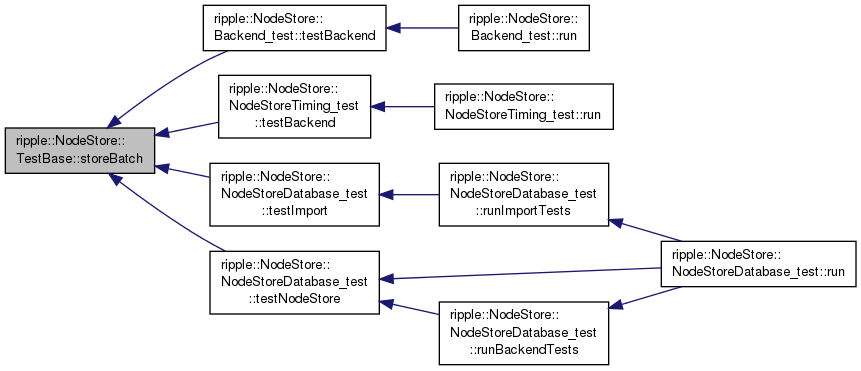 ripple::NodeStore::
Backend_test::testBackend
ripple::NodeStore::
Backend_test::run
ripple::NodeStore::
NodeStoreTiming_test
::testBackend
ripple::NodeStore::
NodeStoreTiming_test::run
ripple::NodeStore::
TestBase::storeBatch
ripple::NodeStore::
NodeStoreDatabase_test
::testImport
ripple::NodeStore::
NodeStoreDatabase_test
::runImportTests
ripple::NodeStore::
NodeStoreDatabase_test::run
ripple::NodeStore::
NodeStoreDatabase_test
::testNodeStore
ripple::NodeStore::
NodeStoreDatabase_test
::runBackendTests